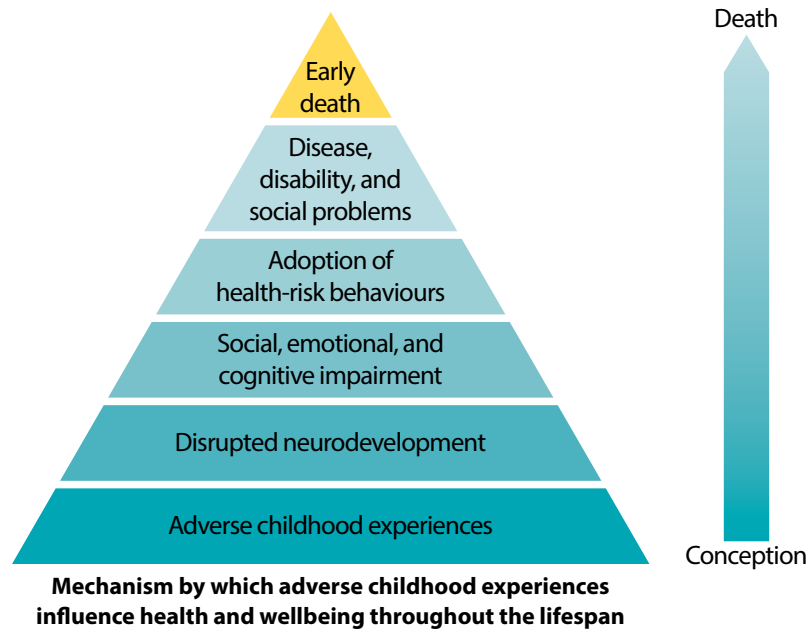 Death
Early
death
Disease,
disability, and
social problems
Adoption of
health-risk behaviours
Social, emotional, and
cognitive impairment
Disrupted neurodevelopment
Adverse childhood experiences
Conception
Mechanism by which adverse childhood experiences
influence health and wellbeing throughout the lifespan